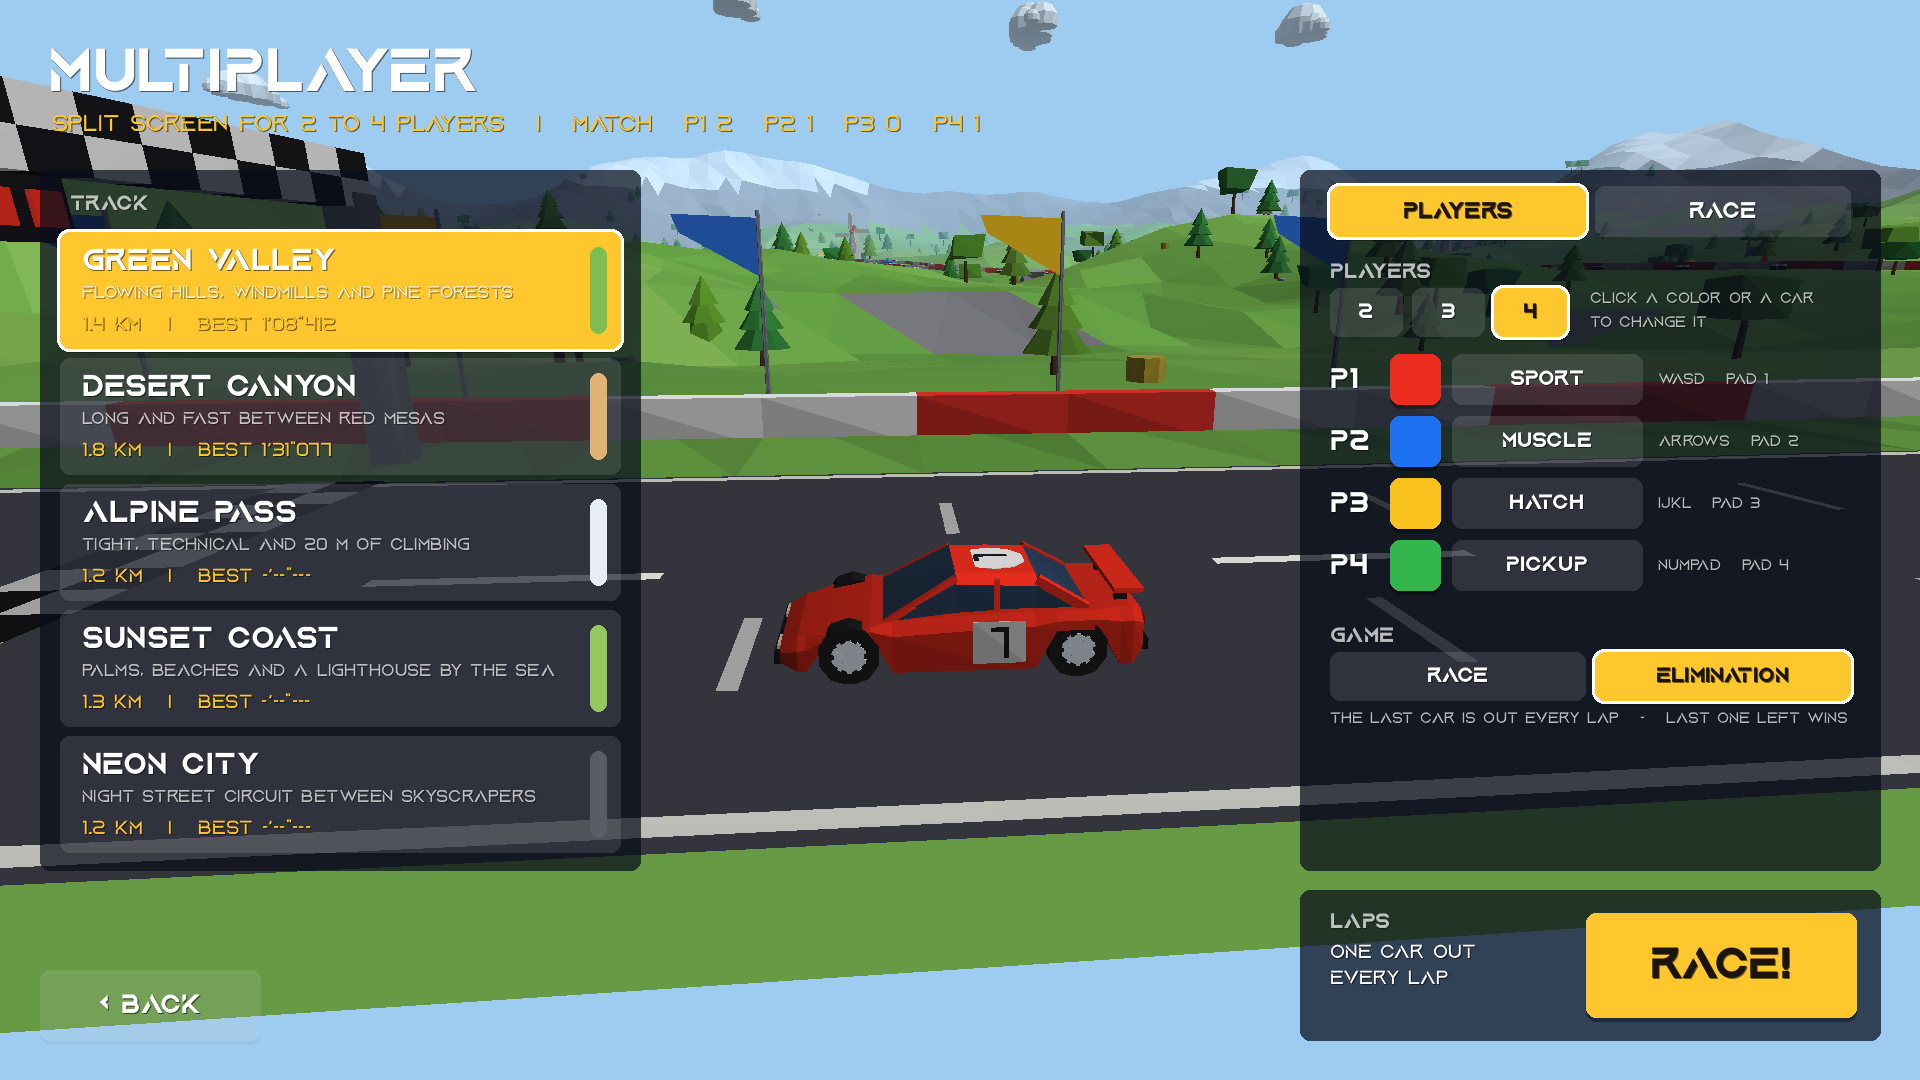 MULTIPLAYER
SPLIT SCREEN FOR 2 TO 4 PLAYERS | MATCH P1 2 P2 1 P3 0 P4 1
TRACK
GREEN VALLEY
FLOWING HILLS, WINDMILLS AND PINE FORESTS
1.4 KM | BEST 1'08"412
DESERT CANYON
LONG AND FAST BETWEEN RED MESAS
1.8 KM | BEST 1'31"077
ALPINE PASS
TIGHT, TECHNICAL AND 20 M OF CLIMBING
1.2 KM | BEST -'--"---
SUNSET COAST
PALMS, BEACHES AND A LIGHTHOUSE BY THE SEA
1.3 KM | BEST -'--"---
NEON CITY
NIGHT STREET CIRCUIT BETWEEN SKYSCRAPERS
1.2 KM | BEST -'--"---
BACK
1
PLAYERS RACE
PLAYERS
2 3 4
CLICK A COLOR OR A CAR
TO CHANGE IT
P1 SPORT WASD PAD 1
P2 MUSCLE ARROWS PAD 2
P3 HATCH IJKL PAD 3
P4 PICKUP NUMPAD PAD 4
GAME
RACE ELIMINATION
THE LAST CAR IS OUT EVERY LAP - LAST ONE LEFT WINS
LAPS
ONE CAR OUT
EVERY LAP
RACE!